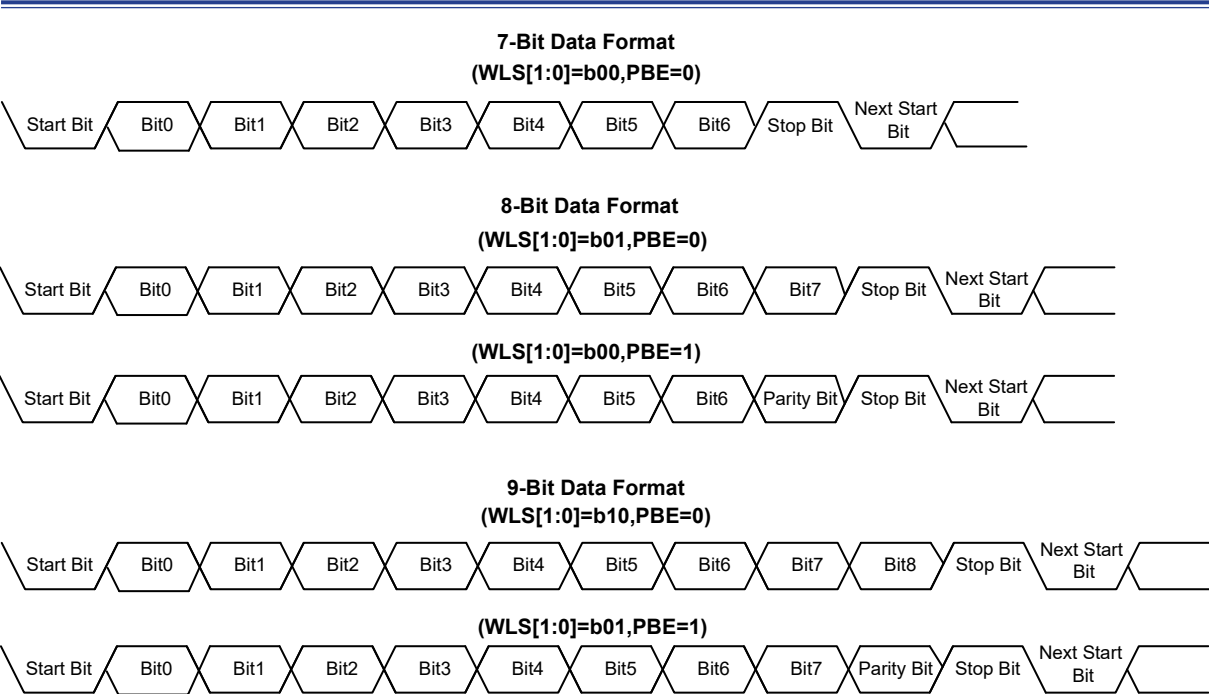 7-Bit Data Format
(WLS[1:0]=b00,PBE=0)
Start Bit Bit0 Bit1 Bit2 Bit3 Bit4 Bit5 Bit6 Stop Bit Next Start Bit
8-Bit Data Format
(WLS[1:0]=b01,PBE=0)
Start Bit Bit0 Bit1 Bit2 Bit3 Bit4 Bit5 Bit6 Bit7 Stop Bit Next Start Bit
(WLS[1:0]=b00,PBE=1)
Start Bit Bit0 Bit1 Bit2 Bit3 Bit4 Bit5 Bit6 Parity Bit Stop Bit Next Start Bit
9-Bit Data Format
(WLS[1:0]=b10,PBE=0)
Start Bit Bit0 Bit1 Bit2 Bit3 Bit4 Bit5 Bit6 Bit7 Bit8 Stop Bit Next Start Bit
(WLS[1:0]=b01,PBE=1)
Start Bit Bit0 Bit1 Bit2 Bit3 Bit4 Bit5 Bit6 Bit7 Parity Bit Stop Bit Next Start Bit